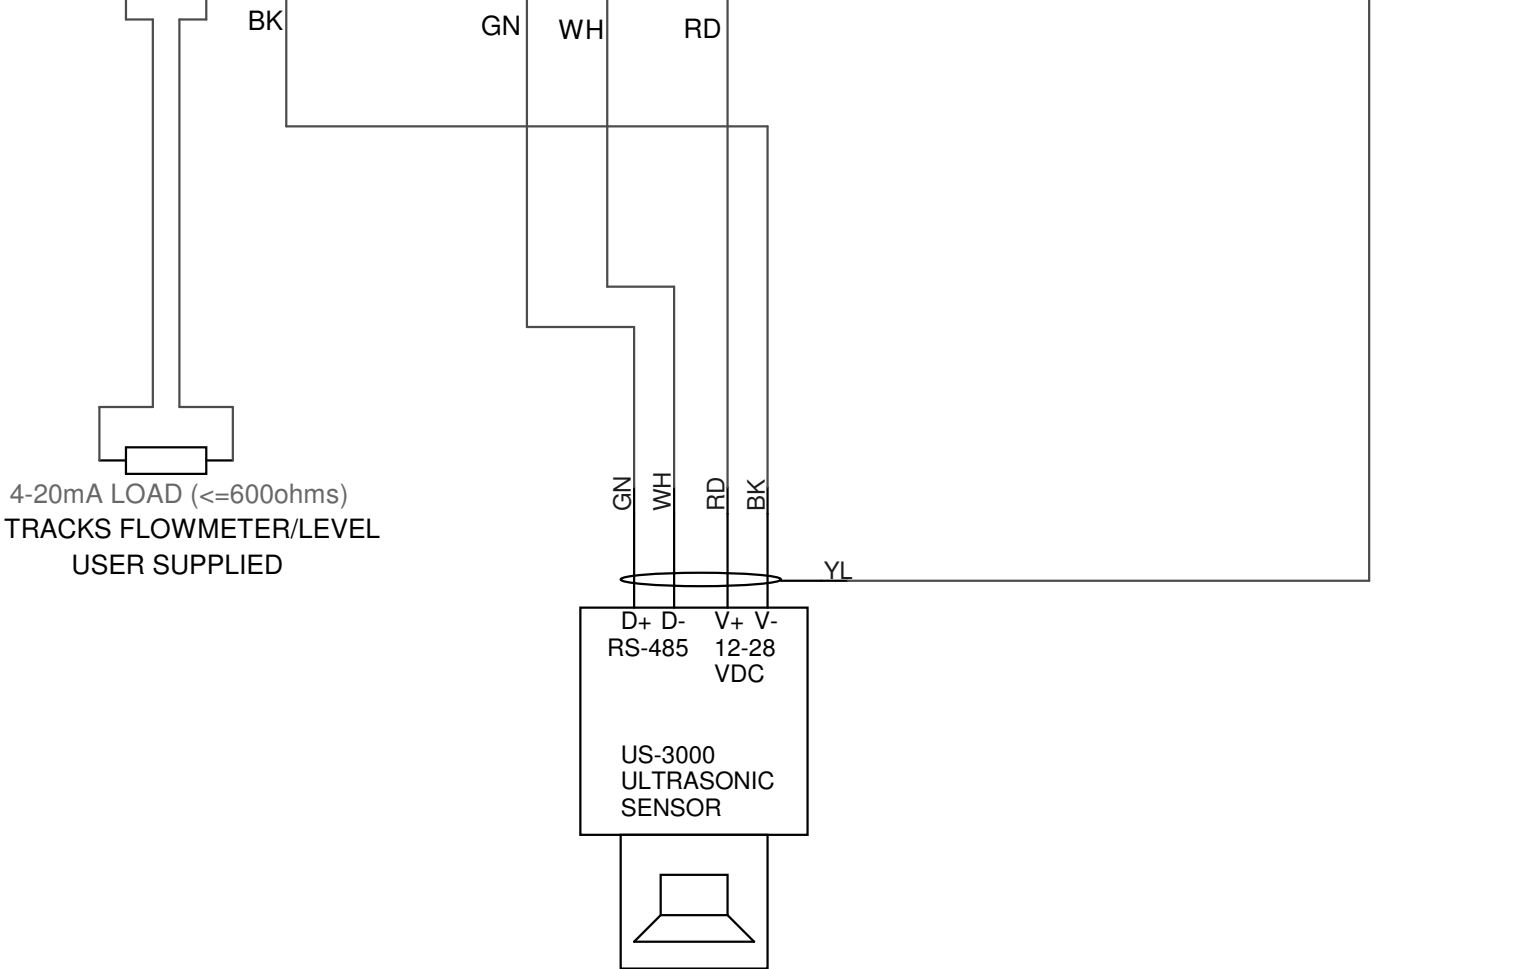 BK
GN
WH
RD
4-20mA LOAD (<=600ohms)
TRACKS FLOWMETER/LEVEL
USER SUPPLIED
GN
WH
RD
BK
YL
D+ D- V+ V-
RS-485 12-28
VDC
US-3000
ULTRASONIC
SENSOR